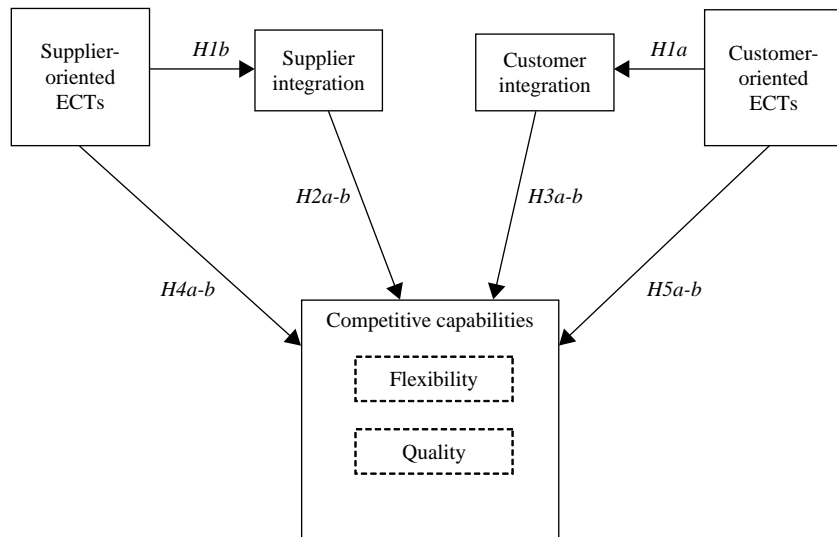 Supplier-
oriented
ECTs
H1b
Supplier
integration
Customer
integration
H1a
Customer-
oriented
ECTs
H2a-b
H3a-b
H4a-b
H5a-b
Competitive capabilities
Flexibility
Quality